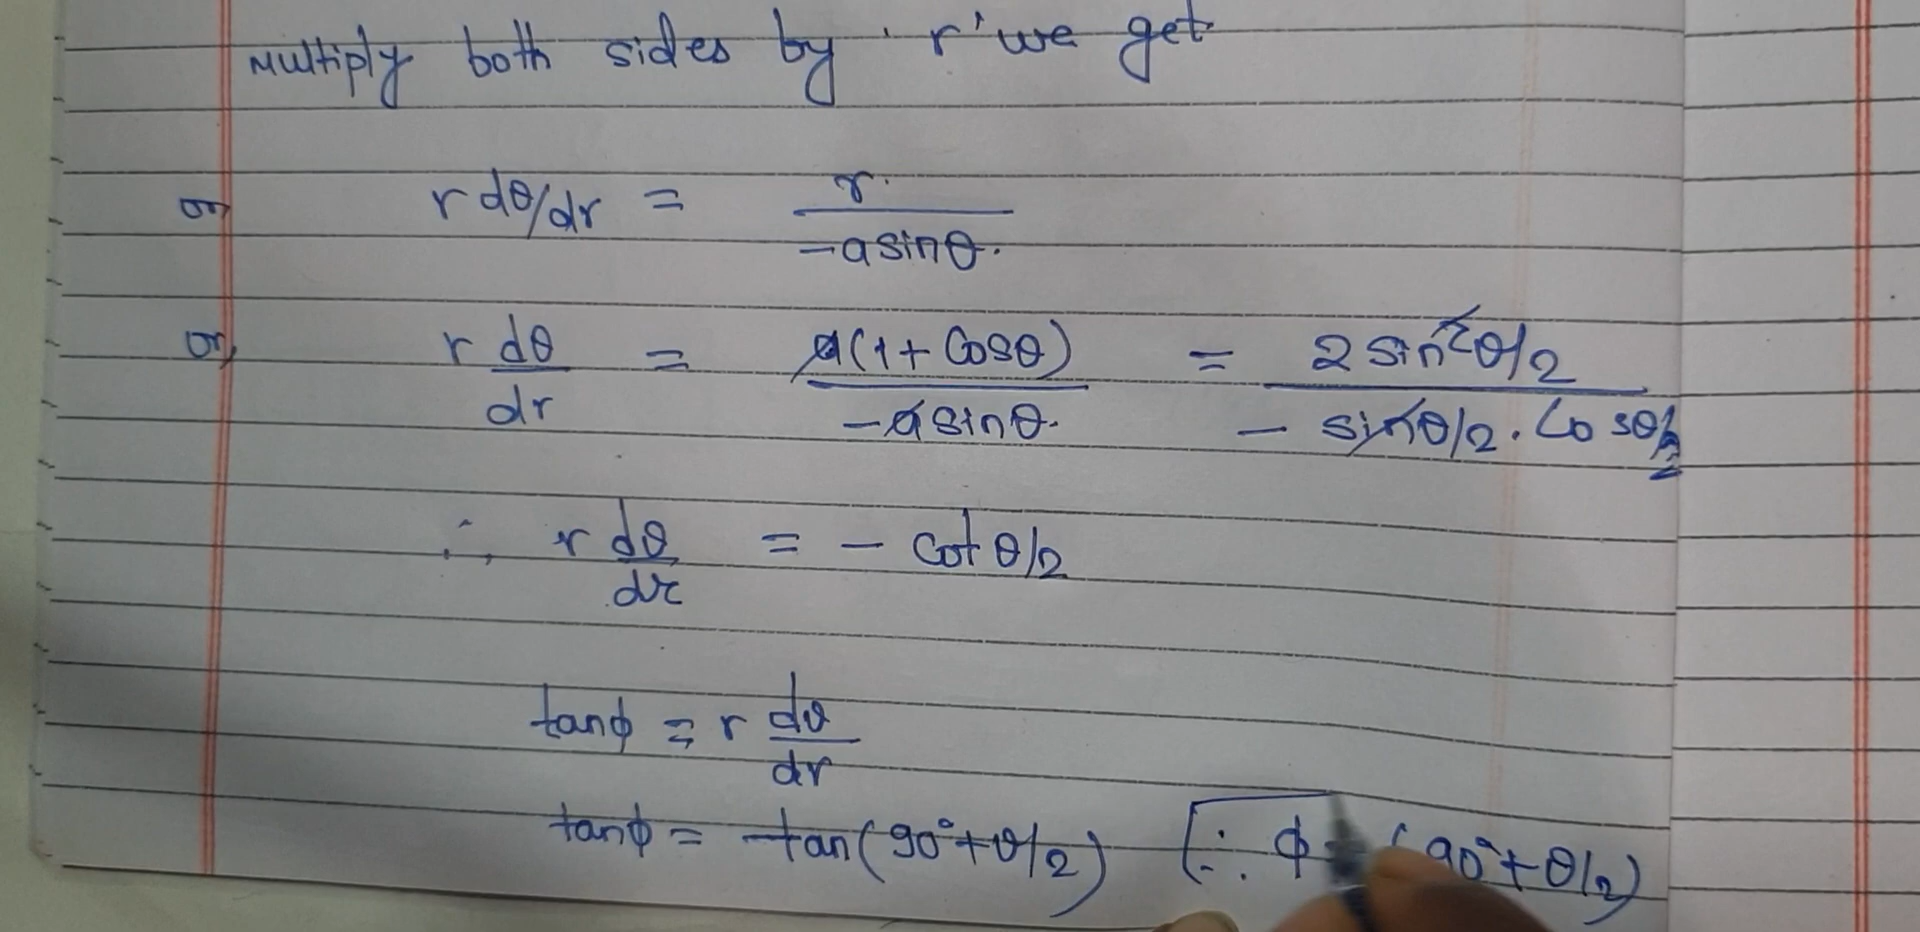 Multiply both sides by 'r' we get
or r dθ/dr = r / -a sinθ.
or r dθ/dr = a(1+Cosθ) / -a sinθ. = 2 sin²θ/2 / - sinθ/2 . Cosθ/2
∴ r dθ/dr = - cot θ/2
tanϕ = r dθ/dr
tanϕ = tan(90°+θ/2) ∴ ϕ (90°+θ/2)